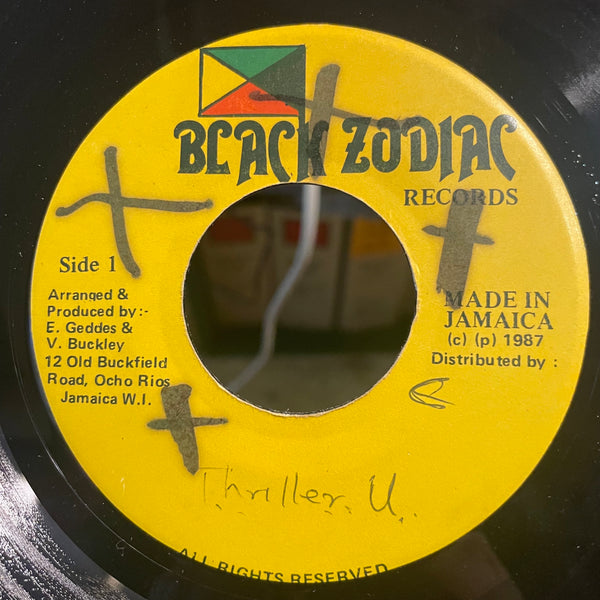 BLACK ZODIAC
RECORDS
Side 1
Arranged &
Produced by:-
E. Geddes &
V. Buckley
12 Old Buckfield
Road, Ocho Rios
Jamaica W.I.
MADE IN
JAMAICA
(c) (p) 1987
Distributed by :
Thriller U
ALL RIGHTS RESERVED